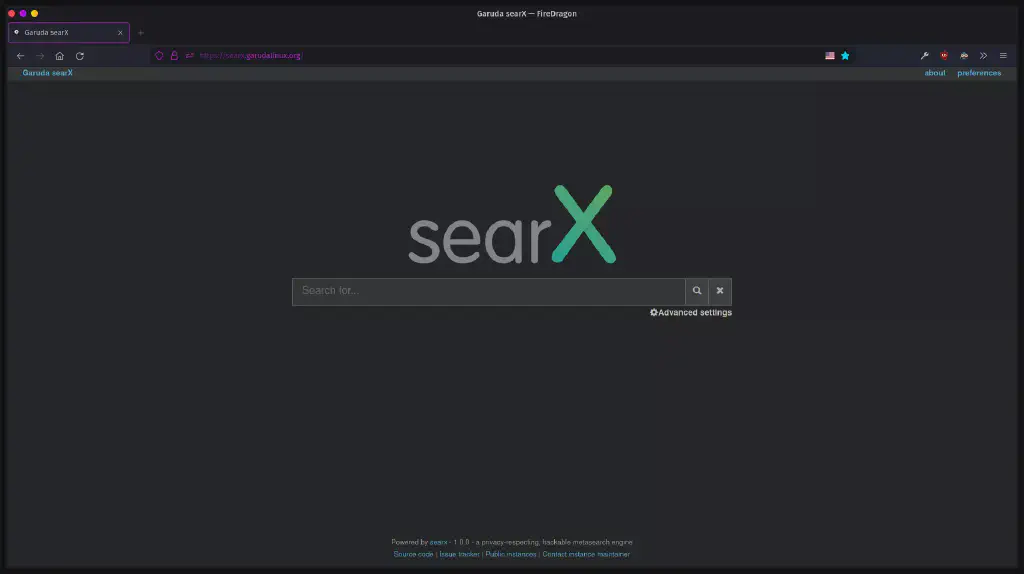 Garuda searX — FireDragon
Garuda searX
https://searx.garudalinux.org/
Garuda searX about preferences
searX
Search for...
Advanced settings
Powered by searx - 1.0.0 - a privacy-respecting, hackable metasearch engine
Source code | Issue tracker | Public instances | Contact instance maintainer